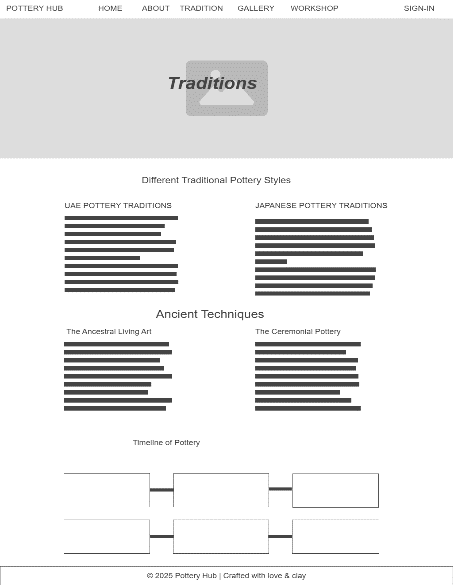 POTTERY HUB HOME ABOUT TRADITION GALLERY WORKSHOP SIGN-IN
Traditions
Different Traditional Pottery Styles
UAE POTTERY TRADITIONS JAPANESE POTTERY TRADITIONS
Ancient Techniques
The Ancestral Living Art The Ceremonial Pottery
Timeline of Pottery
© 2025 Pottery Hub | Crafted with love & clay